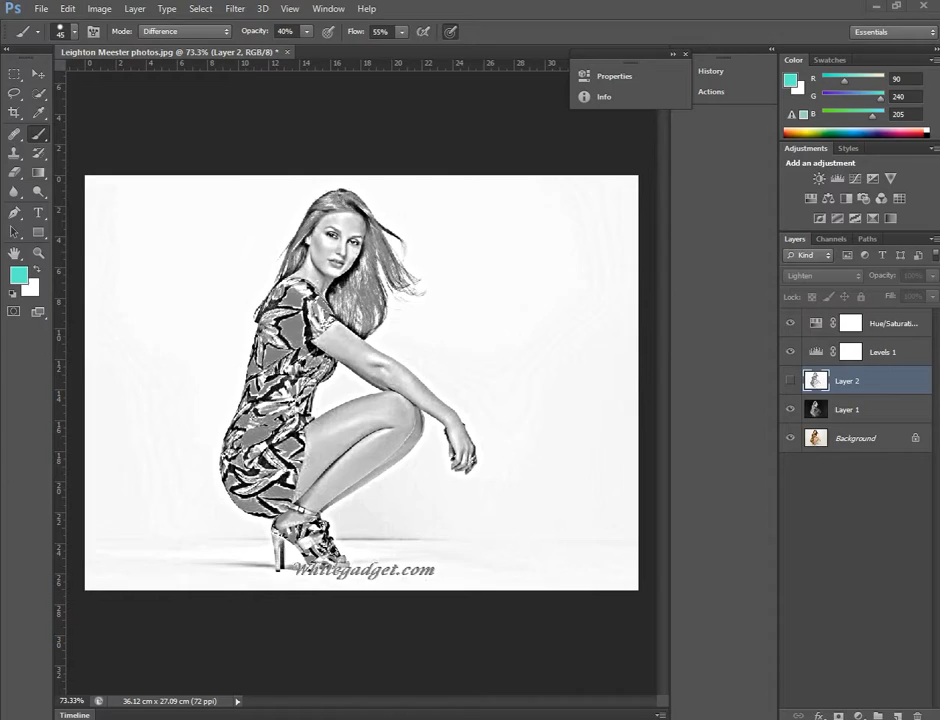 Ps File Edit Image Layer Type Select Filter 3D View Window Help
45 Mode: Difference Opacity: 40% Flow: 55% Essentials
Leighton Meester photos.jpg @ 73.3% (Layer 2, RGB/8) * ×
Properties
Info
History
Actions
Color Swatches
R 90
G 240
B 205
Adjustments Styles
Add an adjustment
Layers Channels Paths
Kind
Lighten Opacity: 100%
Lock: Fill: 100%
Hue/Saturati...
Levels 1
Layer 2
Layer 1
Background
Whitegadget.com
73.33% 36.12 cm x 27.09 cm (72 ppi)
Timeline